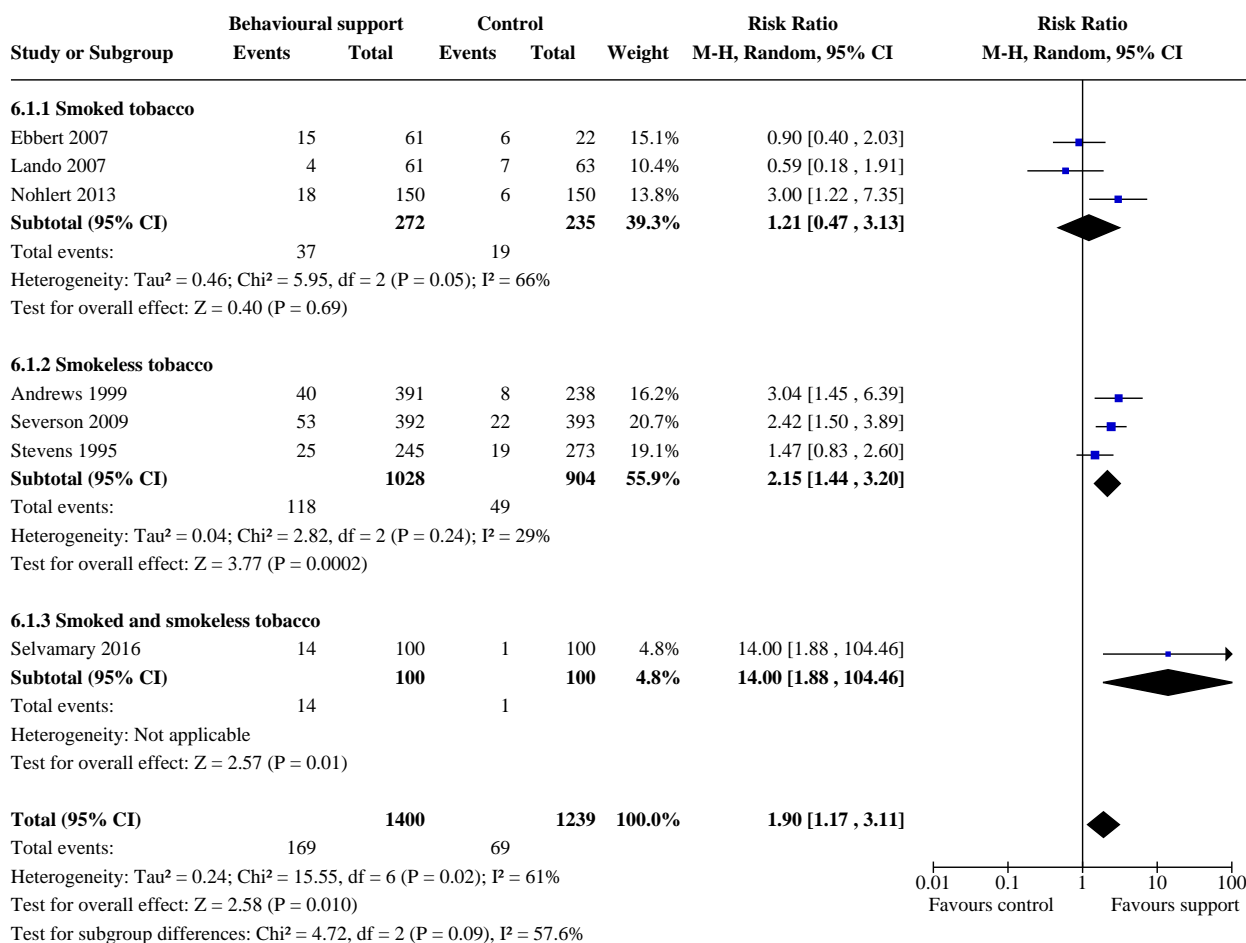 Behavioural support Control Risk Ratio Risk Ratio
Study or Subgroup Events Total Events Total Weight M-H, Random, 95% CI M-H, Random, 95% CI
6.1.1 Smoked tobacco
Ebbert 2007 15 61 6 22 15.1% 0.90 [0.40 , 2.03]
Lando 2007 4 61 7 63 10.4% 0.59 [0.18 , 1.91]
Nohlert 2013 18 150 6 150 13.8% 3.00 [1.22 , 7.35]
Subtotal (95% CI) 272 235 39.3% 1.21 [0.47 , 3.13]
Total events: 37 19
Heterogeneity: Tau² = 0.46; Chi² = 5.95, df = 2 (P = 0.05); I² = 66%
Test for overall effect: Z = 0.40 (P = 0.69)
6.1.2 Smokeless tobacco
Andrews 1999 40 391 8 238 16.2% 3.04 [1.45 , 6.39]
Severson 2009 53 392 22 393 20.7% 2.42 [1.50 , 3.89]
Stevens 1995 25 245 19 273 19.1% 1.47 [0.83 , 2.60]
Subtotal (95% CI) 1028 904 55.9% 2.15 [1.44 , 3.20]
Total events: 118 49
Heterogeneity: Tau² = 0.04; Chi² = 2.82, df = 2 (P = 0.24); I² = 29%
Test for overall effect: Z = 3.77 (P = 0.0002)
6.1.3 Smoked and smokeless tobacco
Selvamary 2016 14 100 1 100 4.8% 14.00 [1.88 , 104.46]
Subtotal (95% CI) 100 100 4.8% 14.00 [1.88 , 104.46]
Total events: 14 1
Heterogeneity: Not applicable
Test for overall effect: Z = 2.57 (P = 0.01)
Total (95% CI) 1400 1239 100.0% 1.90 [1.17 , 3.11]
Total events: 169 69
Heterogeneity: Tau² = 0.24; Chi² = 15.55, df = 6 (P = 0.02); I² = 61%
0.01 0.1 1 10 100
Test for overall effect: Z = 2.58 (P = 0.010)
Favours control Favours support
Test for subgroup differences: Chi² = 4.72, df = 2 (P = 0.09), I² = 57.6%